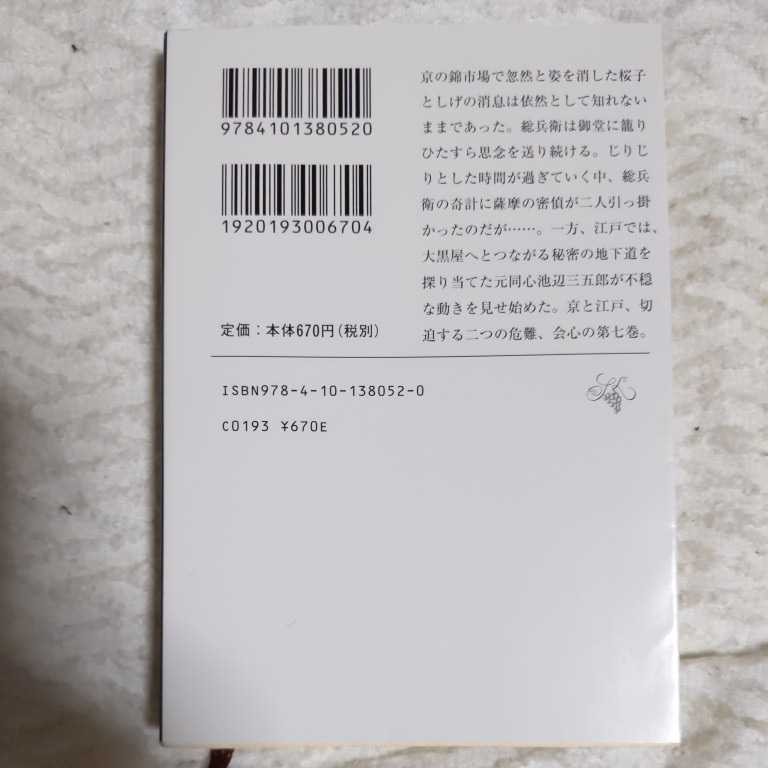 9784101380520
1920193006704
定価：本体670円(税別)
京の錦市場で忽然と姿を消した桜子
としげの消息は依然として知れない
ままであった。総兵衛は御堂に籠り
ひたすら思念を送り続ける。じりじ
りとした時間が過ぎていく中、総兵
衛の奇計に薩摩の密偵が二人引っ掛
かったのだが……。一方、江戸では、
大黒屋へとつながる秘密の地下道を
探り当てた元同心池辺三五郎が不穏
な動きを見せ始めた。京と江戸、切
迫する二つの危難、会心の第七巻。
ISBN978-4-10-138052-0
C0193 ¥670E